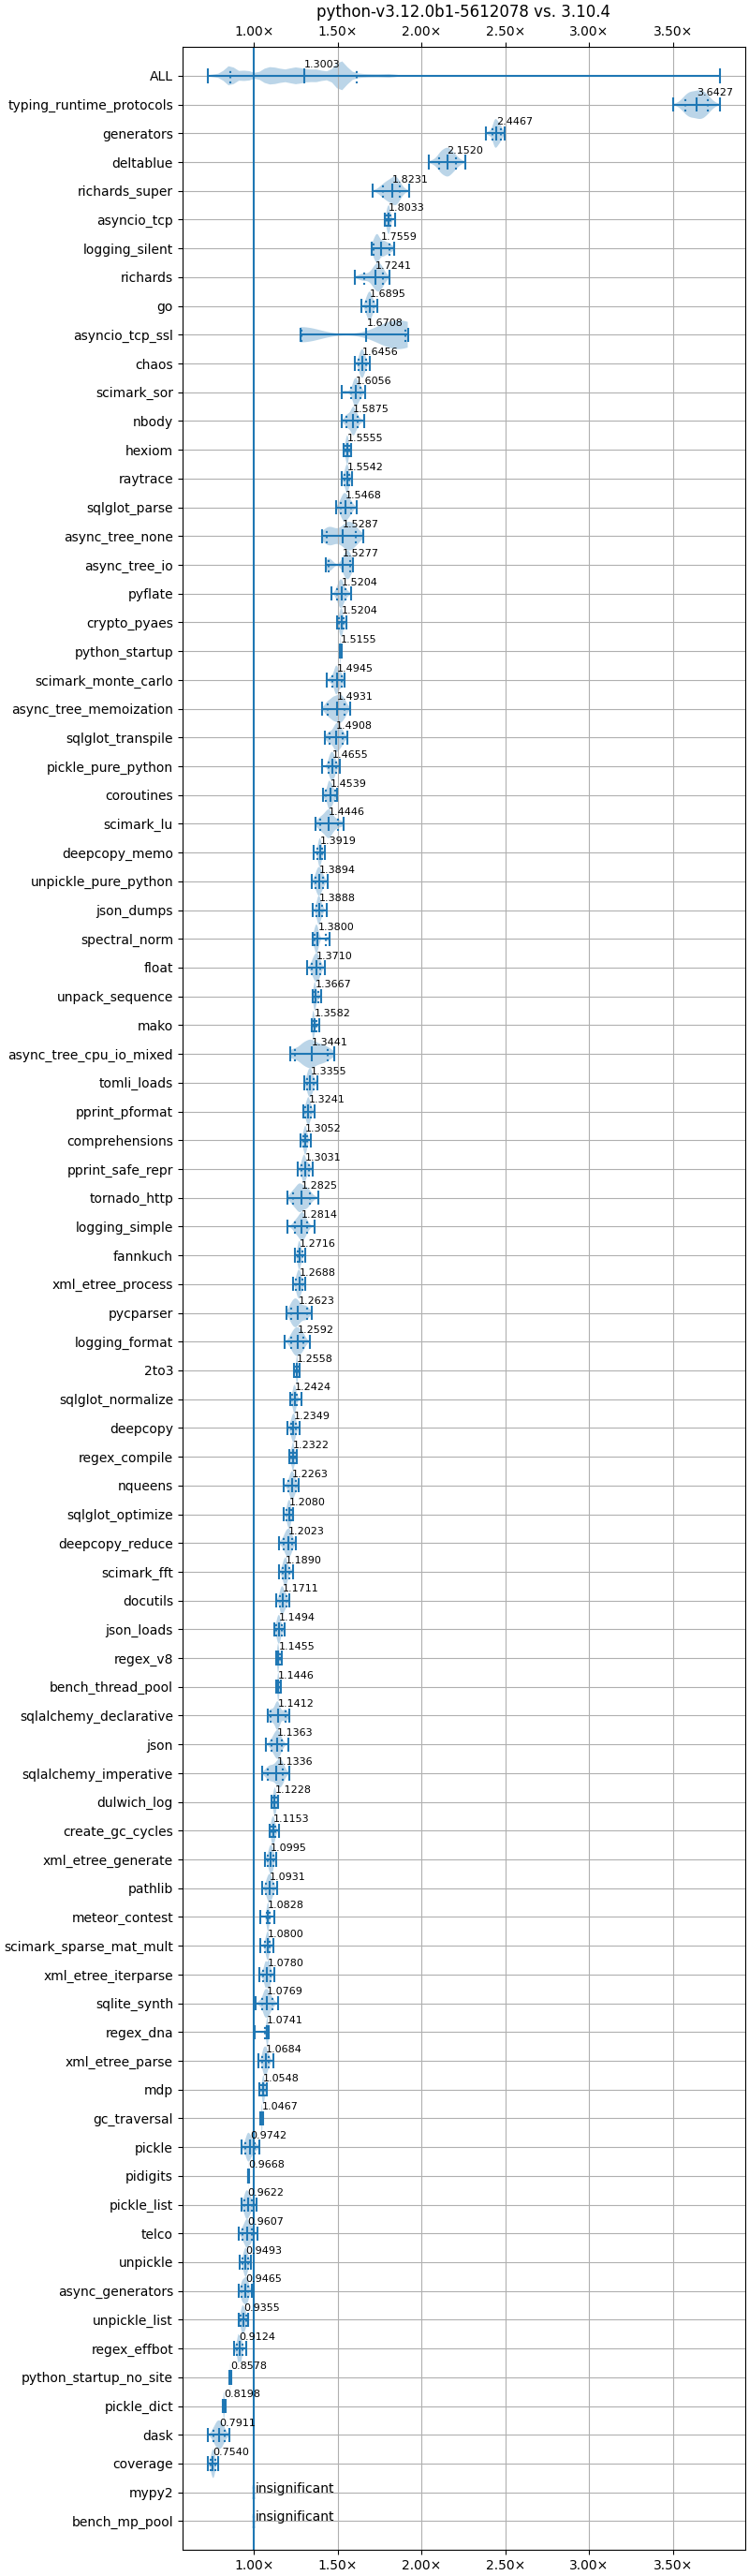 python-v3.12.0b1-5612078 vs. 3.10.4
1.00× 1.50× 2.00× 2.50× 3.00× 3.50×
ALL 1.3003
typing_runtime_protocols 3.6427
generators 2.4467
deltablue 2.1520
richards_super 1.8231
asyncio_tcp 1.8033
logging_silent 1.7559
richards 1.7241
go 1.6895
asyncio_tcp_ssl 1.6708
chaos 1.6456
scimark_sor 1.6056
nbody 1.5875
hexiom 1.5555
raytrace 1.5542
sqlglot_parse 1.5468
async_tree_none 1.5287
async_tree_io 1.5277
pyflate 1.5204
crypto_pyaes 1.5204
python_startup 1.5155
scimark_monte_carlo 1.4945
async_tree_memoization 1.4931
sqlglot_transpile 1.4908
pickle_pure_python 1.4655
coroutines 1.4539
scimark_lu 1.4446
deepcopy_memo 1.3919
unpickle_pure_python 1.3894
json_dumps 1.3888
spectral_norm 1.3800
float 1.3710
unpack_sequence 1.3667
mako 1.3582
async_tree_cpu_io_mixed 1.3441
tomli_loads 1.3355
pprint_pformat 1.3241
comprehensions 1.3052
pprint_safe_repr 1.3031
tornado_http 1.2825
logging_simple 1.2814
fannkuch 1.2716
xml_etree_process 1.2688
pycparser 1.2623
logging_format 1.2592
2to3 1.2558
sqlglot_normalize 1.2424
deepcopy 1.2349
regex_compile 1.2322
nqueens 1.2263
sqlglot_optimize 1.2080
deepcopy_reduce 1.2023
scimark_fft 1.1890
docutils 1.1711
json_loads 1.1494
regex_v8 1.1455
bench_thread_pool 1.1446
sqlalchemy_declarative 1.1412
json 1.1363
sqlalchemy_imperative 1.1336
dulwich_log 1.1228
create_gc_cycles 1.1153
xml_etree_generate 1.0995
pathlib 1.0931
meteor_contest 1.0828
scimark_sparse_mat_mult 1.0800
xml_etree_iterparse 1.0780
sqlite_synth 1.0769
regex_dna 1.0741
xml_etree_parse 1.0684
mdp 1.0548
gc_traversal 1.0467
pickle 0.9742
pidigits 0.9668
pickle_list 0.9622
telco 0.9607
unpickle 0.9493
async_generators 0.9465
unpickle_list 0.9355
regex_effbot 0.9124
python_startup_no_site 0.8578
pickle_dict 0.8198
dask 0.7911
coverage 0.7540
mypy2 insignificant
bench_mp_pool insignificant
1.00× 1.50× 2.00× 2.50× 3.00× 3.50×